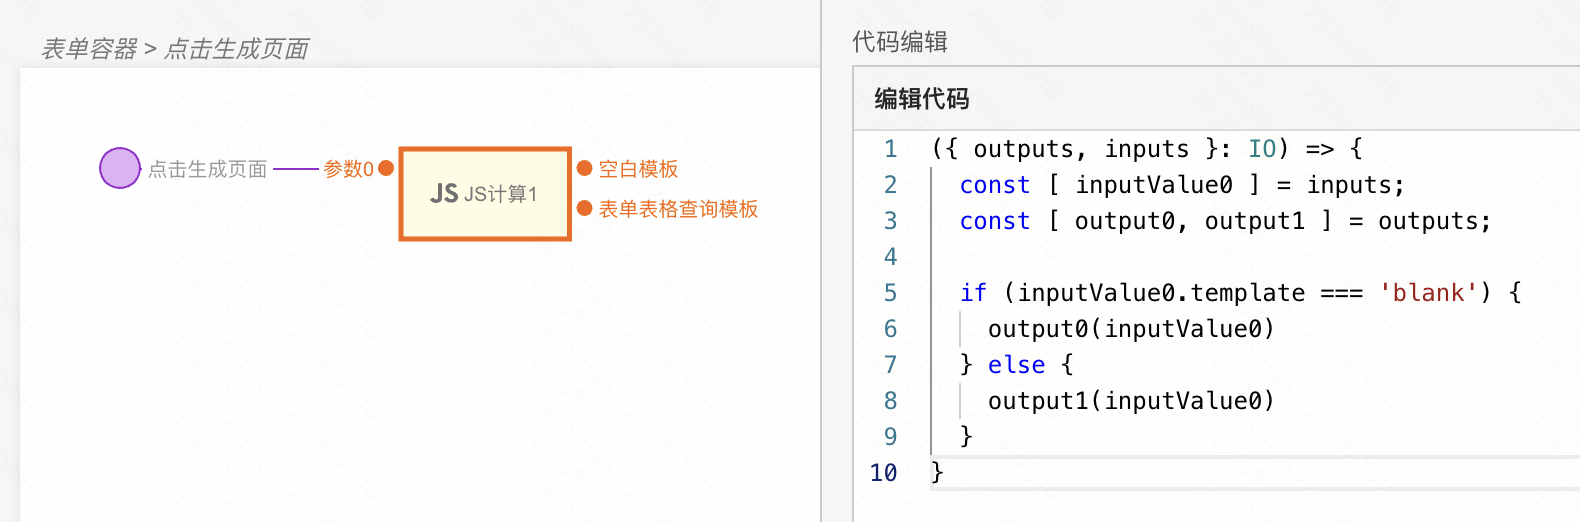 表单容器 > 点击生成页面
点击生成页面
参数0
JS JS计算1
空白模板
表单表格查询模板
代码编辑
编辑代码
1 ({ outputs, inputs }: IO) => {
2 const [ inputValue0 ] = inputs;
3 const [ output0, output1 ] = outputs;
4
5 if (inputValue0.template === 'blank') {
6 output0(inputValue0)
7 } else {
8 output1(inputValue0)
9 }
10 }